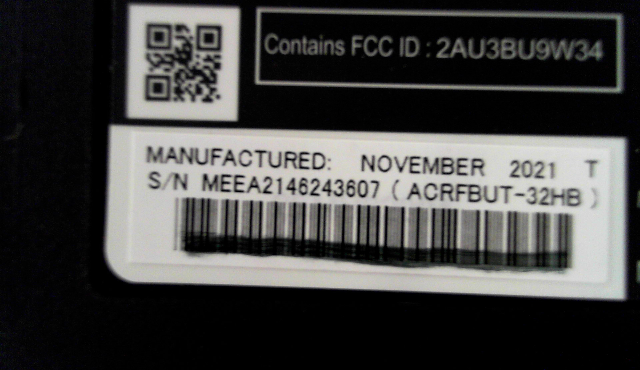 Contains FCC ID : 2AU3BU9W34
MANUFACTURED: NOVEMBER 2021 T
S/N MEEA2146243607 ( ACRFBUT-32HB )